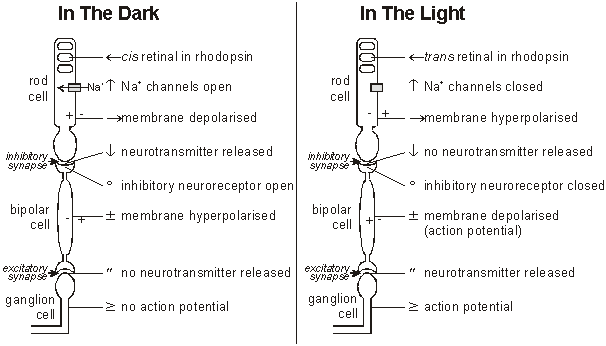 In The Dark
←cis retinal in rhodopsin
rod
cell
Na⁺ ↑ Na⁺ channels open
+ -
→membrane depolarised
inhibitory
synapse
↓ neurotransmitter released
° inhibitory neuroreceptor open
bipolar
cell
- +
± membrane hyperpolarised
excitatory
synapse
″ no neurotransmitter released
ganglion
cell
≥ no action potential
In The Light
←trans retinal in rhodopsin
rod
cell
↑ Na⁺ channels closed
- +
→membrane hyperpolarised
inhibitory
synapse
↓ no neurotransmitter released
° inhibitory neuroreceptor closed
bipolar
cell
+ -
± membrane depolarised
(action potential)
excitatory
synapse
″ neurotransmitter released
ganglion
cell
≥ action potential